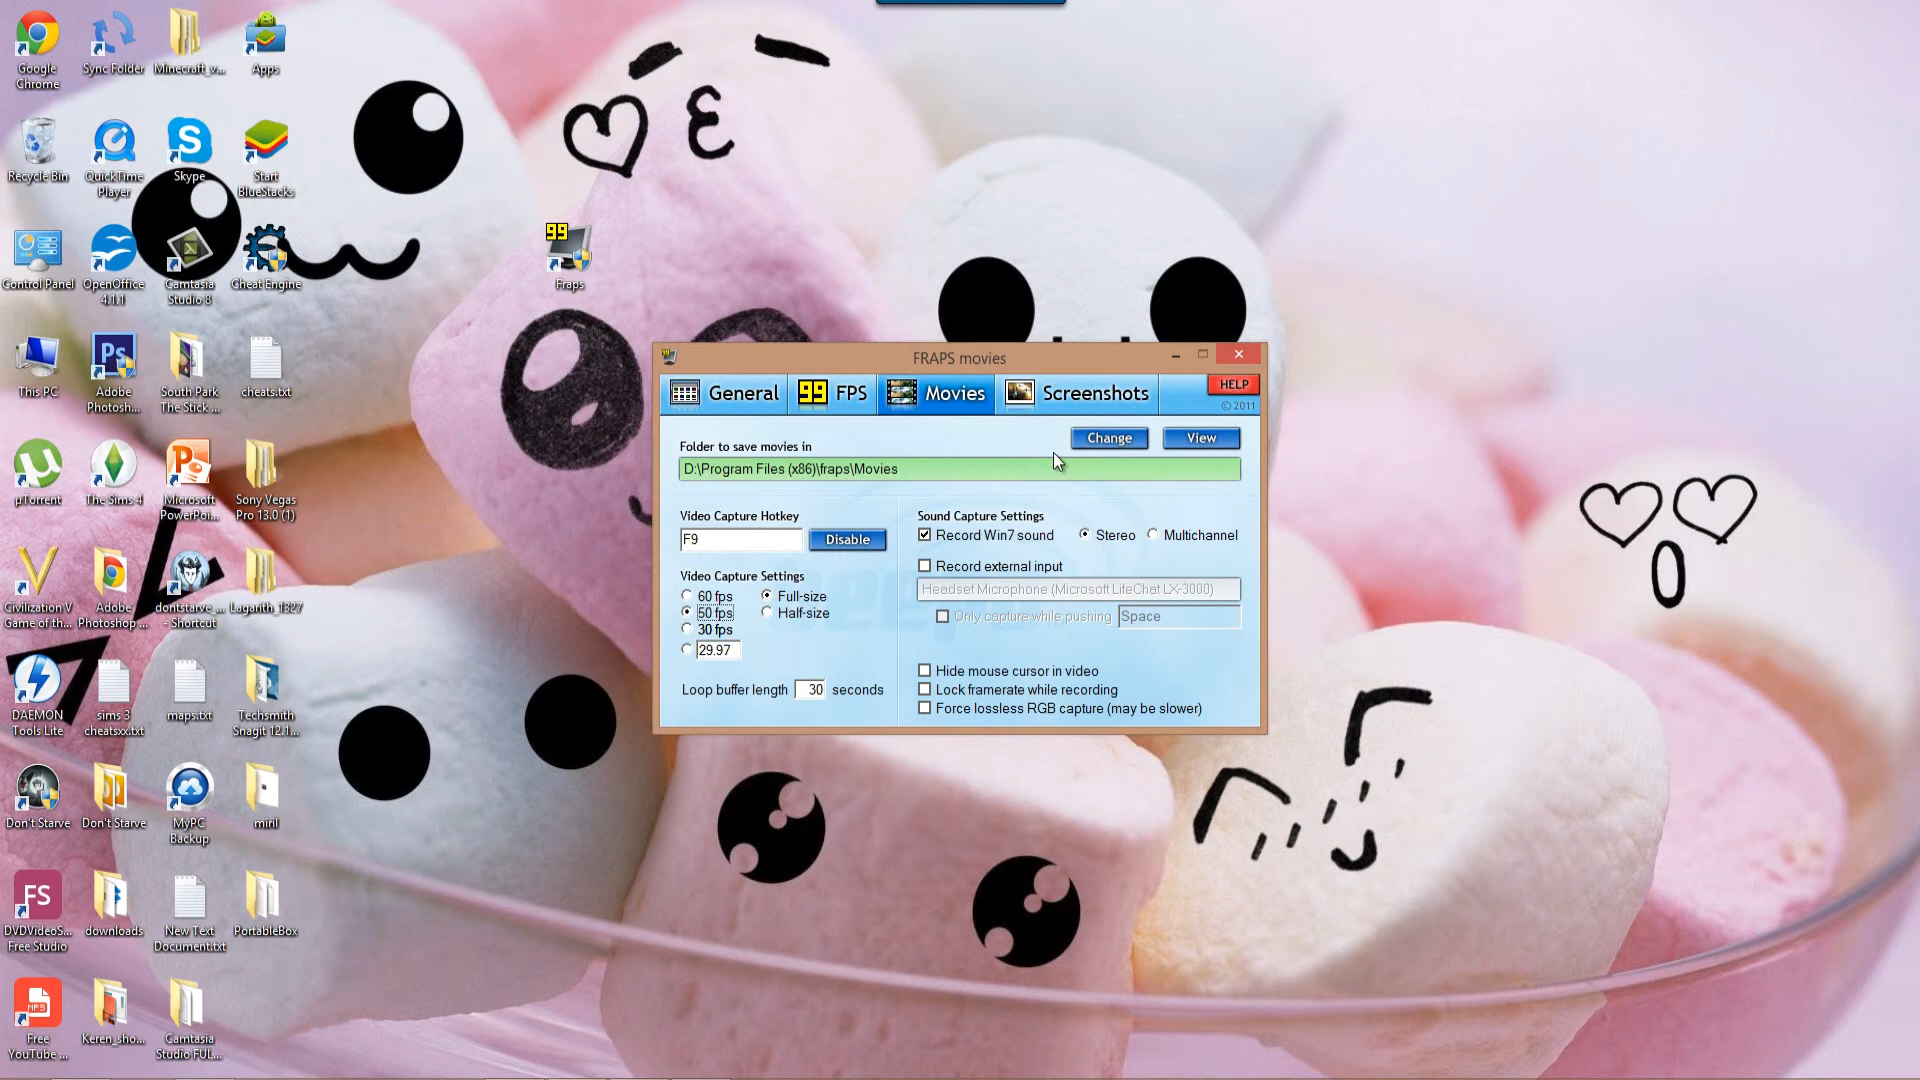 Google
Chrome
Sync Folder
Minecraft_v...
Apps
Recycle Bin
QuickTime
Player
Skype
Start
BlueStacks
Control Panel
OpenOffice
4.1.1
Camtasia
Studio 8
Cheat Engine
99
Fraps
This PC
Ps
Adobe
Photosh...
South Park
The Stick ...
cheats.txt
µTorrent
The Sims 4
Microsoft
PowerPoi...
Sony Vegas
Pro 13.0 (1)
Civilization V
Game of th...
Adobe
Photoshop ...
dontstarve_...
- Shortcut
Lagarith_1327
DAEMON
Tools Lite
sims 3
cheatsxx.txt
maps.txt
Techsmith
Snagit 12.1...
Don't Starve
Don't Starve
MyPC
Backup
miril
FS
DVDVideoS...
Free Studio
downloads
New Text
Document.txt
PortableBox
MP3
Free
YouTube ...
Keren_sho...
Camtasia
Studio FUL...
FRAPS movies
General
99 FPS
Movies
Screenshots
HELP
© 2011
Folder to save movies in
Change
View
D:\Program Files (x86)\fraps\Movies
Video Capture Hotkey
F9
Disable
Video Capture Settings
60 fps
Full-size
50 fps
Half-size
30 fps
29.97
Loop buffer length 30 seconds
Sound Capture Settings
Record Win7 sound
Stereo
Multichannel
Record external input
Headset Microphone (Microsoft LifeChat LX-3000)
Only capture while pushing
Space
Hide mouse cursor in video
Lock framerate while recording
Force lossless RGB capture (may be slower)